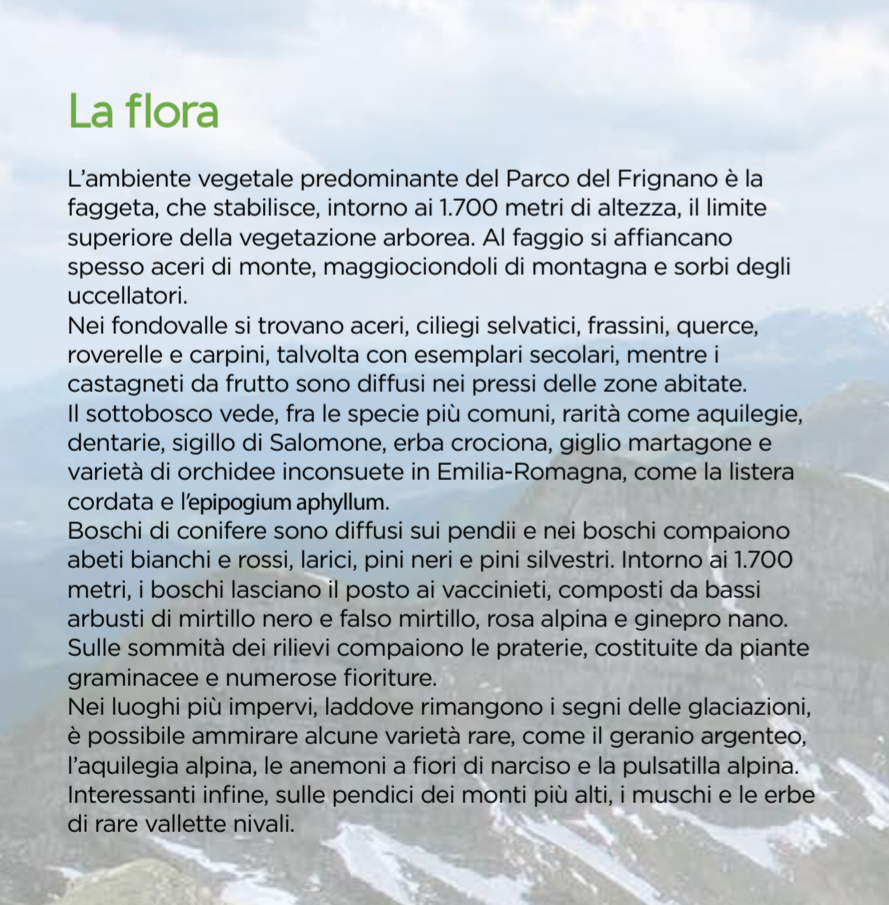 La flora
L'ambiente vegetale predominante del Parco del Frignano è la
faggeta, che stabilisce, intorno ai 1.700 metri di altezza, il limite
superiore della vegetazione arborea. Al faggio si affiancano
spesso aceri di monte, maggiociondoli di montagna e sorbi degli
uccellatori.
Nei fondovalle si trovano aceri, ciliegi selvatici, frassini, querce,
roverelle e carpini, talvolta con esemplari secolari, mentre i
castagneti da frutto sono diffusi nei pressi delle zone abitate.
Il sottobosco vede, fra le specie più comuni, rarità come aquilegie,
dentarie, sigillo di Salomone, erba crociona, giglio martagone e
varietà di orchidee inconsuete in Emilia-Romagna, come la listera
cordata e l'epipogium aphyllum.
Boschi di conifere sono diffusi sui pendii e nei boschi compaiono
abeti bianchi e rossi, larici, pini neri e pini silvestri. Intorno ai 1.700
metri, i boschi lasciano il posto ai vaccinieti, composti da bassi
arbusti di mirtillo nero e falso mirtillo, rosa alpina e ginepro nano.
Sulle sommità dei rilievi compaiono le praterie, costituite da piante
graminacee e numerose fioriture.
Nei luoghi più impervi, laddove rimangono i segni delle glaciazioni,
è possibile ammirare alcune varietà rare, come il geranio argenteo,
l'aquilegia alpina, le anemoni a fiori di narciso e la pulsatilla alpina.
Interessanti infine, sulle pendici dei monti più alti, i muschi e le erbe
di rare vallette nivali.